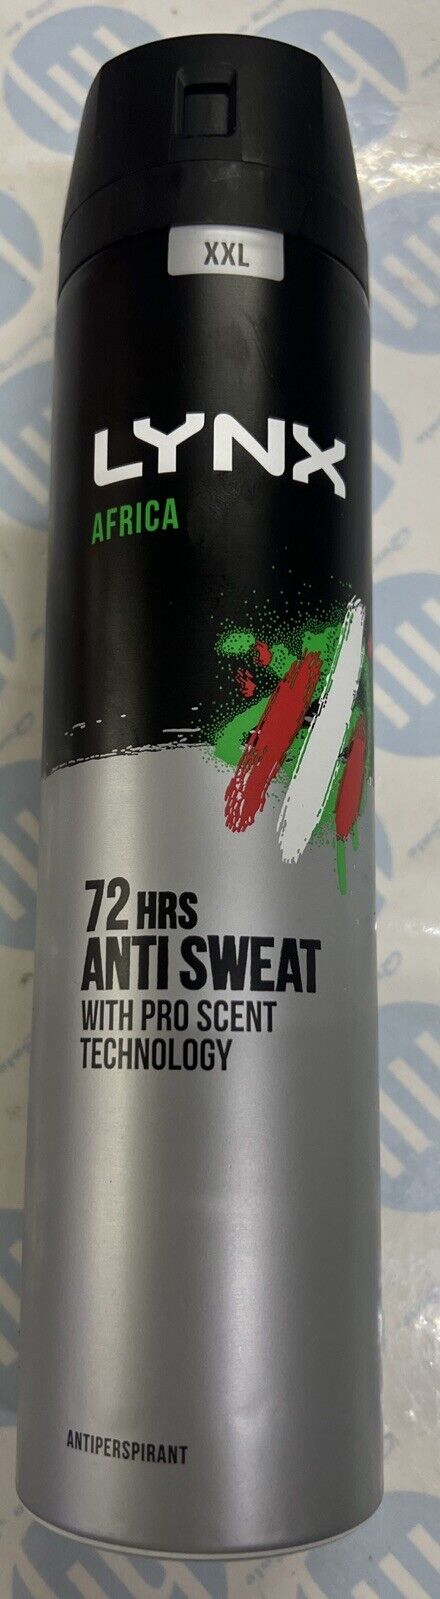 XXL
LYNX
AFRICA
72 HRS
ANTI SWEAT
WITH PRO SCENT
TECHNOLOGY
ANTIPERSPIRANT